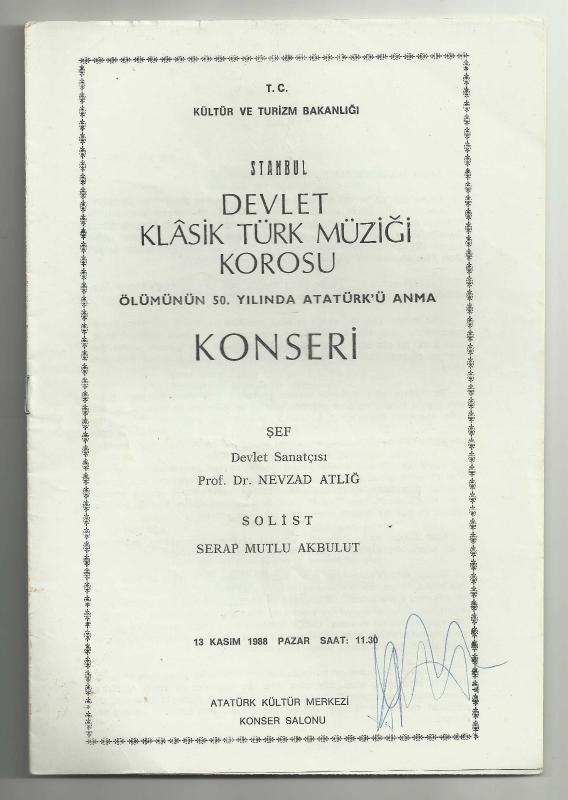 T. C.
KÜLTÜR VE TURİZM BAKANLIĞI
STANBUL
DEVLET
KLÂSİK TÜRK MÜZİĞİ
KOROSU
ÖLÜMÜNÜN 50. YILINDA ATATÜRK'Ü ANMA
KONSERİ
ŞEF
Devlet Sanatçısı
Prof. Dr. NEVZAD ATLIĞ
SOLİST
SERAP MUTLU AKBULUT
13 KASIM 1988 PAZAR SAAT: 11.30
ATATÜRK KÜLTÜR MERKEZİ
KONSER SALONU